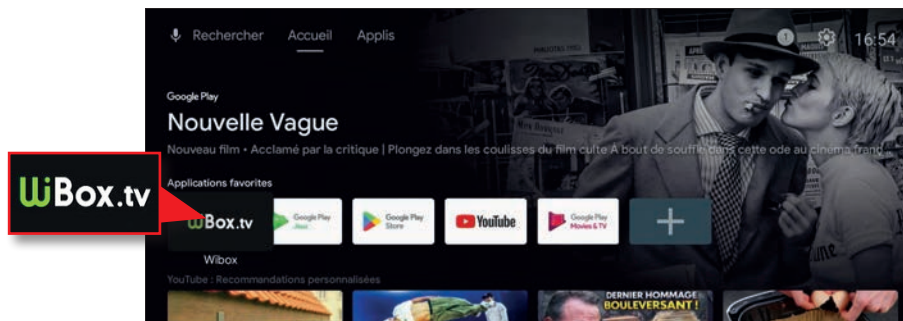 Rechercher Accueil Applis
1 16:54
Google Play
Nouvelle Vague
Nouveau film • Acclamé par la critique | Plongez dans les coulisses du film culte À bout de souffle dans cette ode au cinéma franç
Applications favorites
WiBox.tv
WiBox.tv Google Play Google Play Store YouTube Google Play Movies & TV +
Wibox
YouTube : Recommandations personnalisées
DERNIER HOMMAGE
BOULEVERSANT !